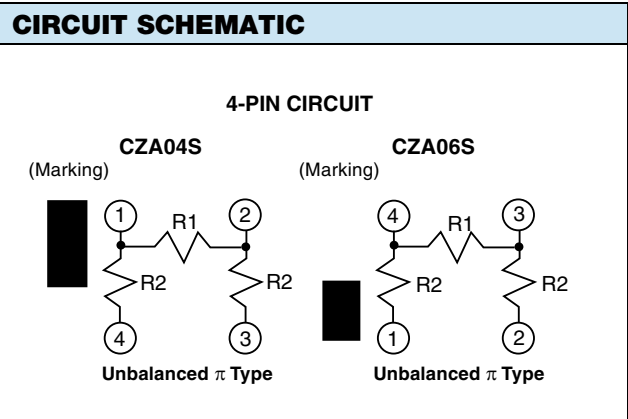 CIRCUIT SCHEMATIC
4-PIN CIRCUIT
CZA04S
(Marking)
1
R1
2
R2
R2
4
3
Unbalanced π Type
CZA06S
(Marking)
4
R1
3
R2
R2
1
2
Unbalanced π Type